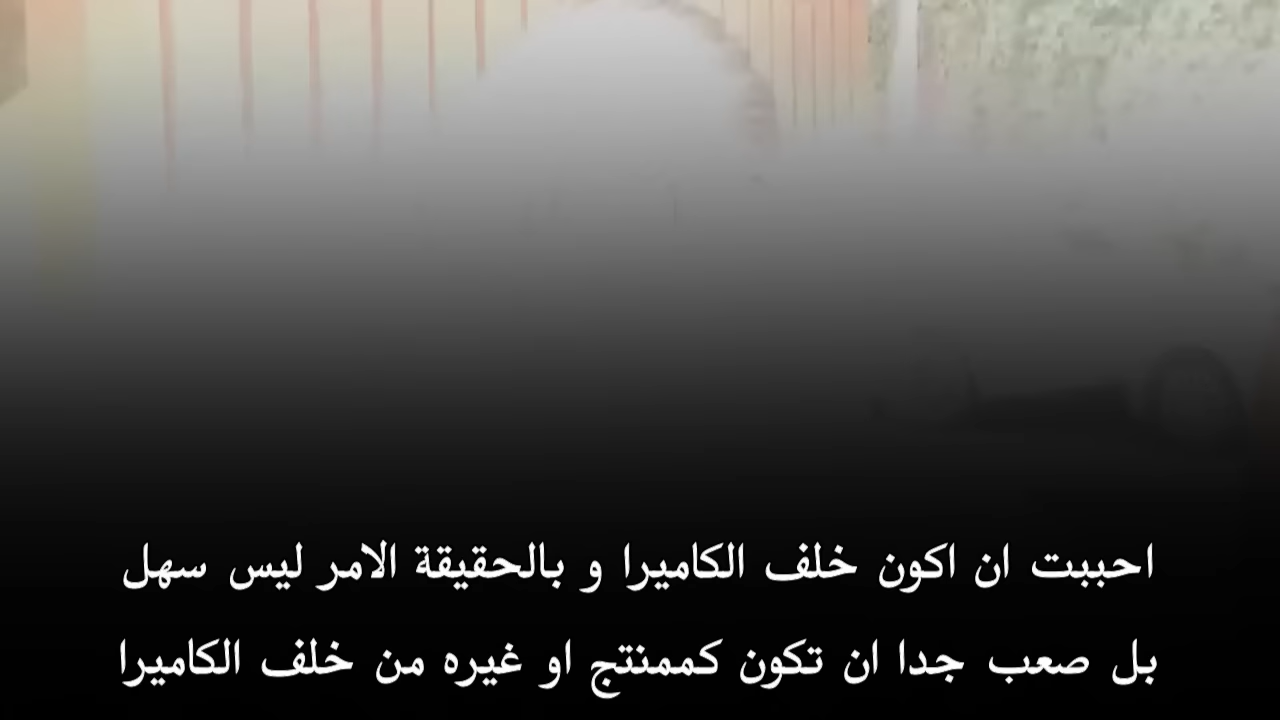 احببت ان اكون خلف الكاميرا و بالحقيقة الامر ليس سهل
بل صعب جدا ان تكون كممنتج او غيره من خلف الكاميرا